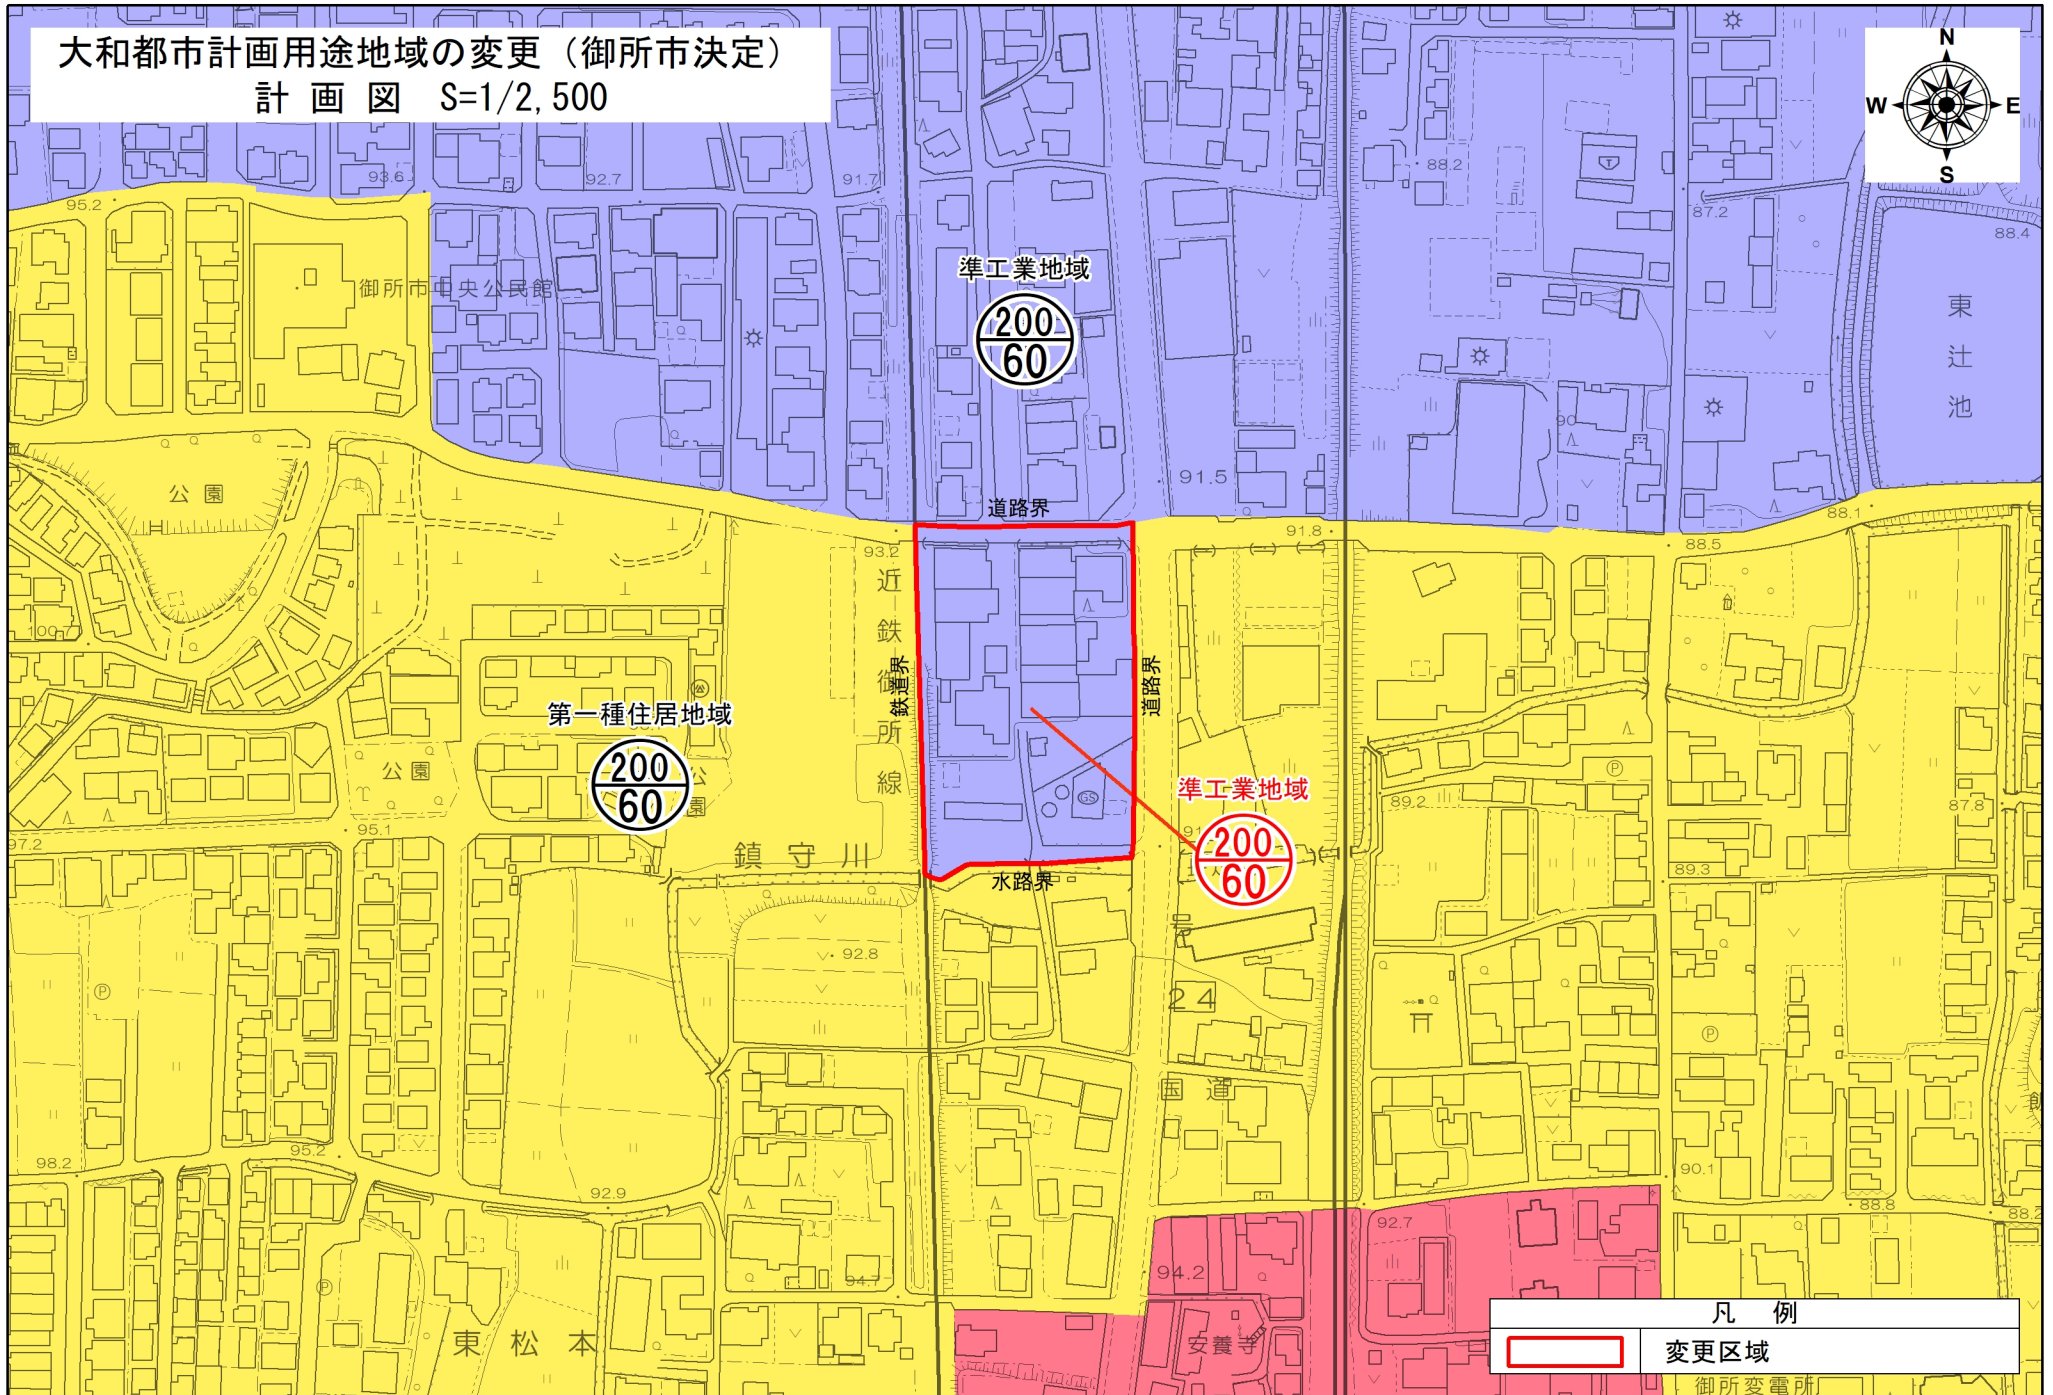 大和都市計画用途地域の変更（御所市決定）
計 画 図 S=1/2,500
N
W E
S
93.6
92.7
91.7
88.2
95.2
87.2
88.4
御所市中央公民館
準工業地域
200
60
東辻池
公園
91.5
道路界
91.8
88.1
88.5
93.2
近鉄御所線
100.7
鉄道界
道路界
第一種住居地域
200
60
公園
公園
準工業地域
200
60
GS
89.2
87.8
95.1
97.2
鎮守川
水路界
89.3
92.8
号
24
国道
P
P
P
P
98.2
95.2
92.9
90.1
88.8
88.2
92.7
94.7
94.2
東松本
安養寺
凡 例
変更区域
御所変電所